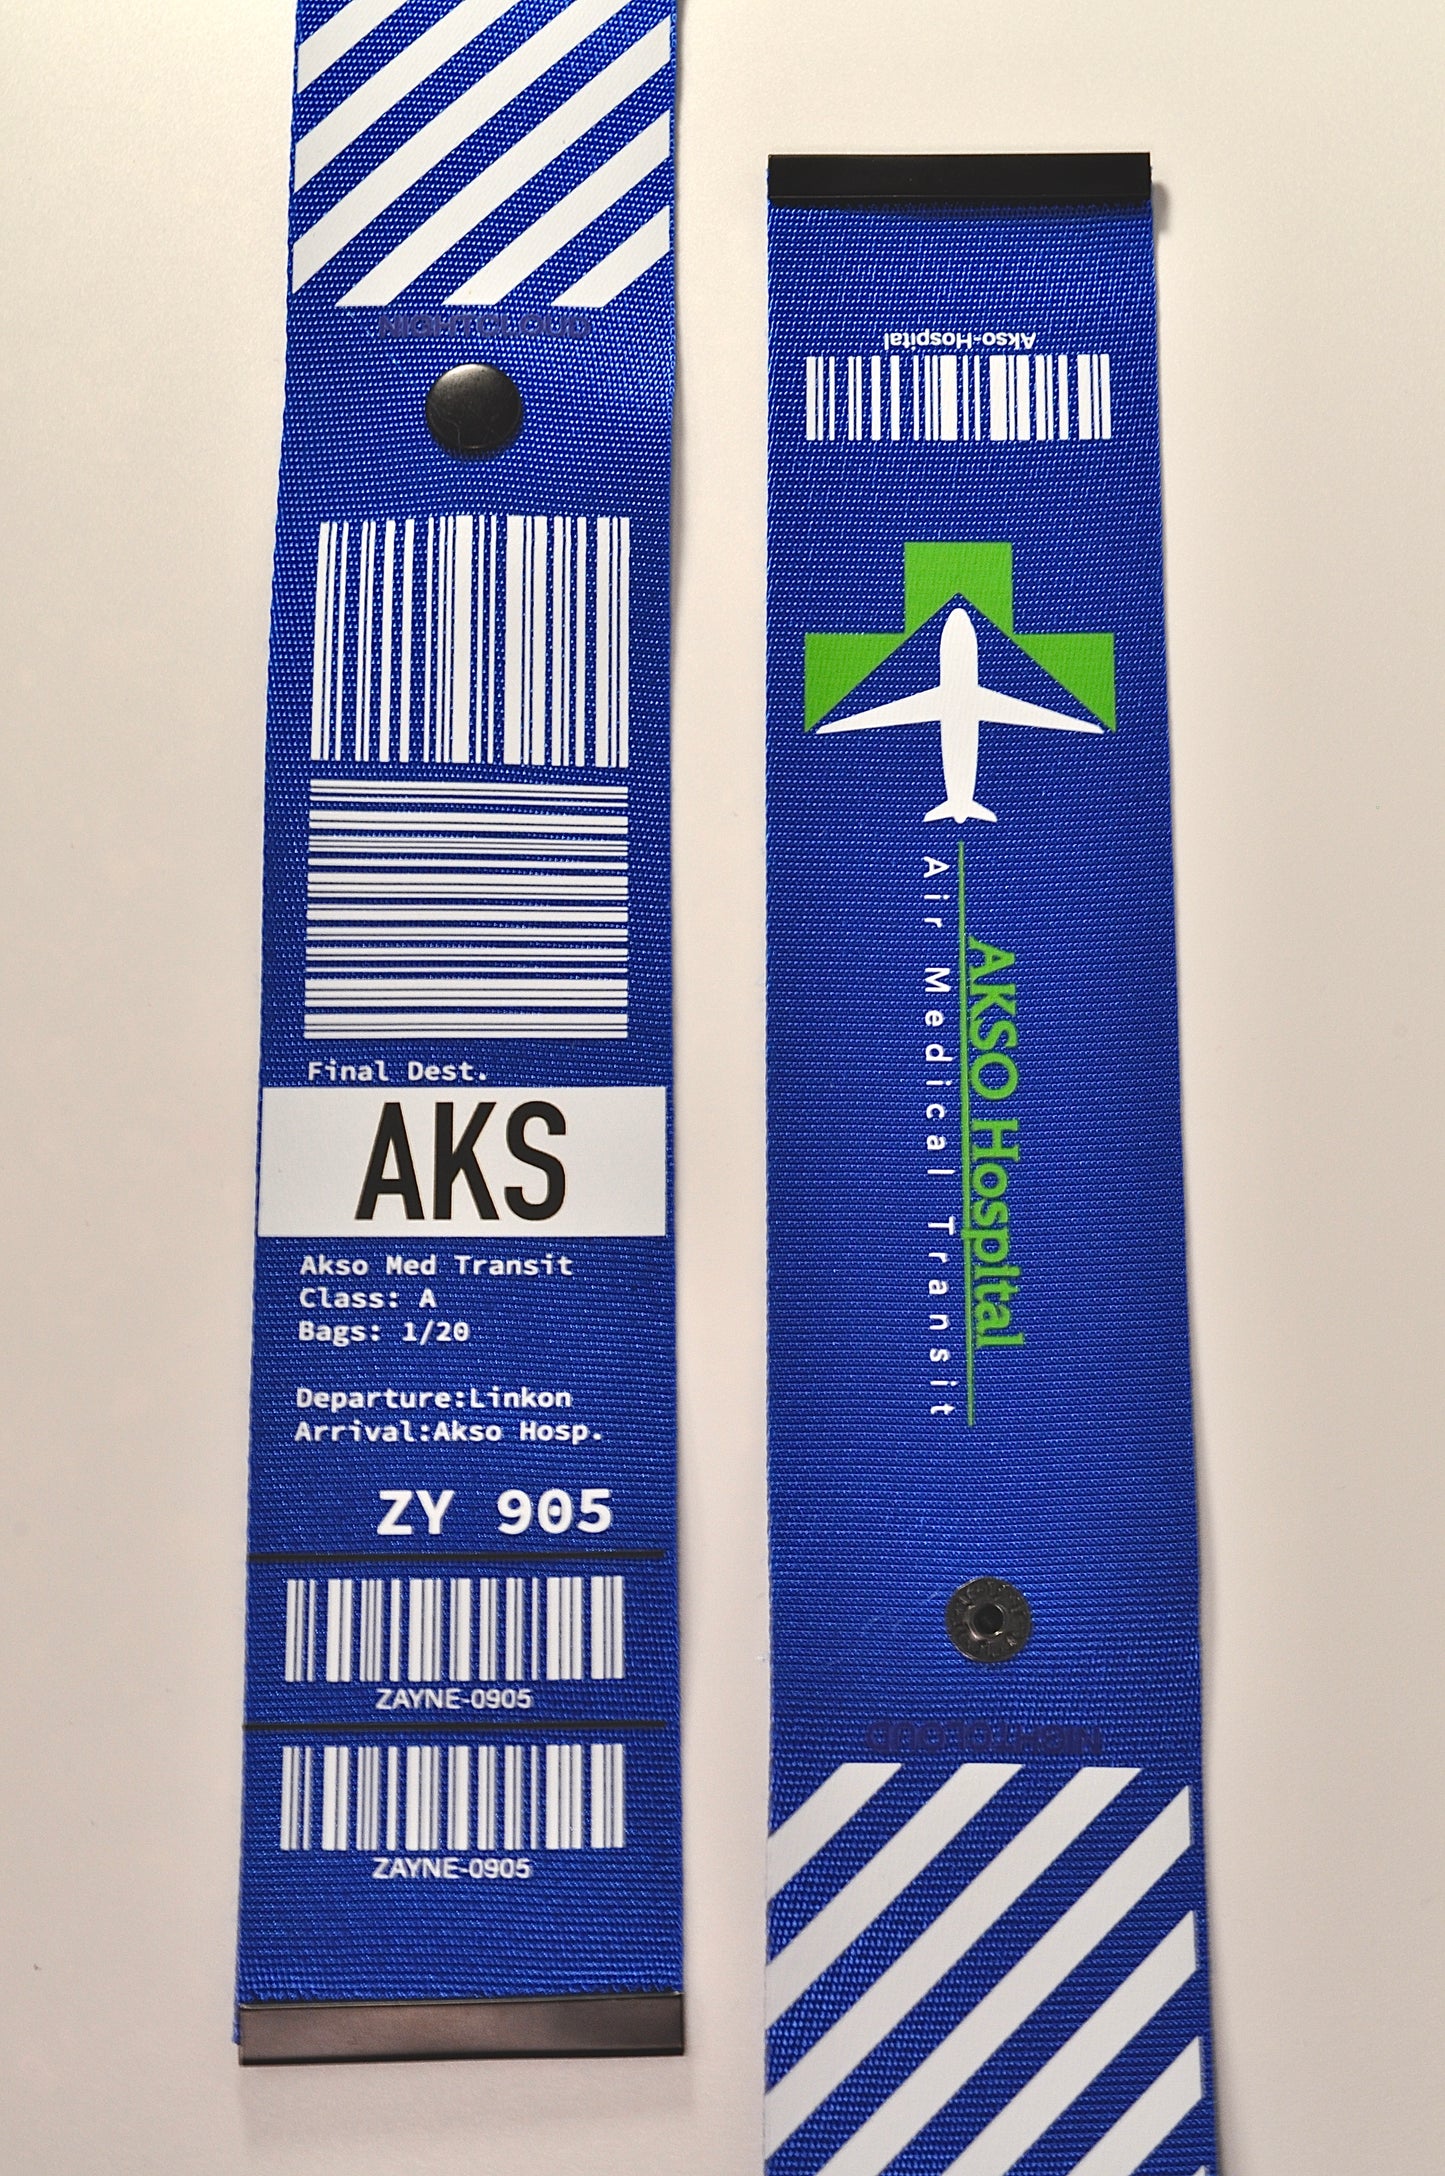 NIGHTCLOUD
Final Dest.
AKS
Akso Med Transit
Class: A
Bags: 1/20
Departure:Linkon
Arrival:Akso Hosp.
ZY 905
ZAYNE-0905
ZAYNE-0905
Akso-Hospital
AKSO Hospital
Air Medical Transit
NIGHTCLOUD